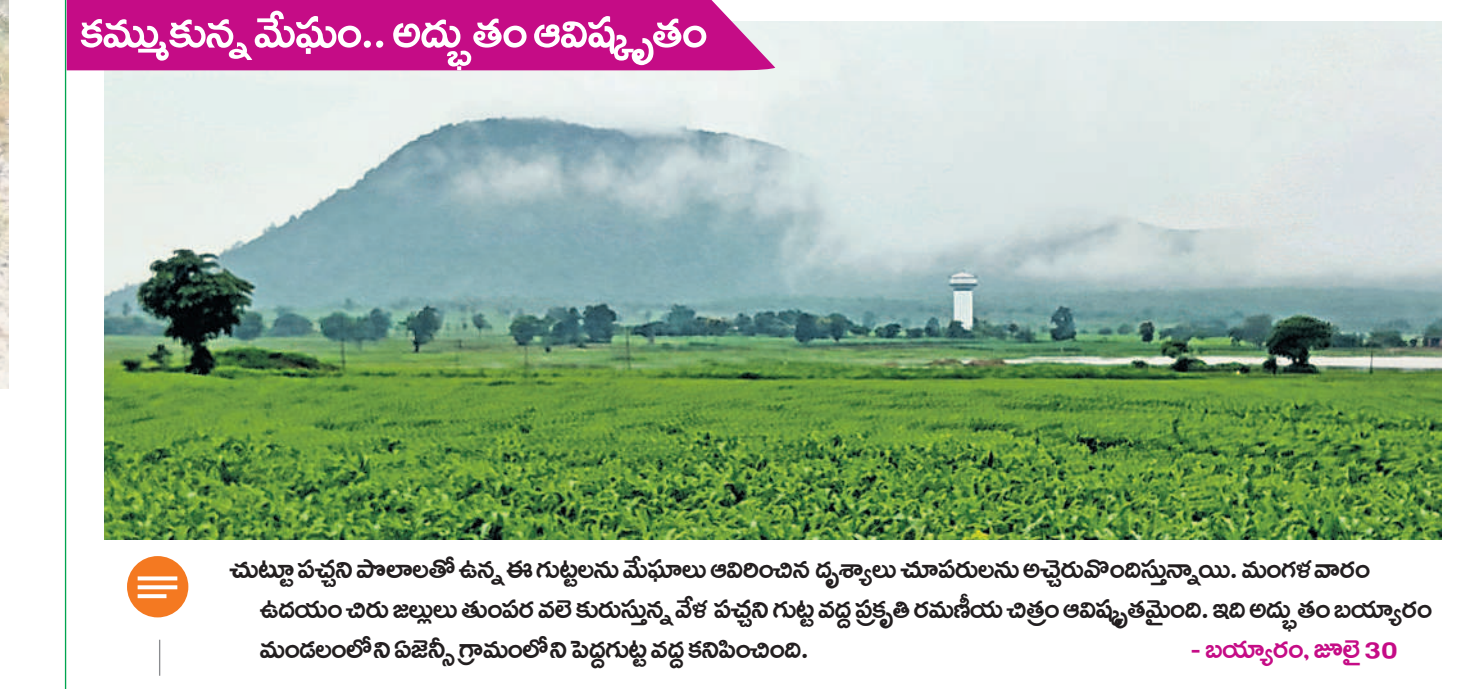 కమ్ముకున్న మేఘం.. అద్భుతం ఆవిష్కృతం
చుట్టూ పచ్చని పొలాలతో ఉన్న ఈ గుట్టలను మేఘాలు ఆవిరించిన దృశ్యాలు చూపరులను అచ్చెరువొందిస్తున్నాయి. మంగళ వారం
ఉదయం చిరు జల్లులు తుంపర వలె కురుస్తున్న వేళ పచ్చని గుట్ట వద్ద ప్రకృతి రమణీయ చిత్రం ఆవిష్కృతమైంది. ఇది అద్భుతం బయ్యారం
మండలంలోని ఏజెన్సీ గ్రామంలోని పెద్దగుట్ట వద్ద కనిపించింది.
- బయ్యారం, జూలై 30